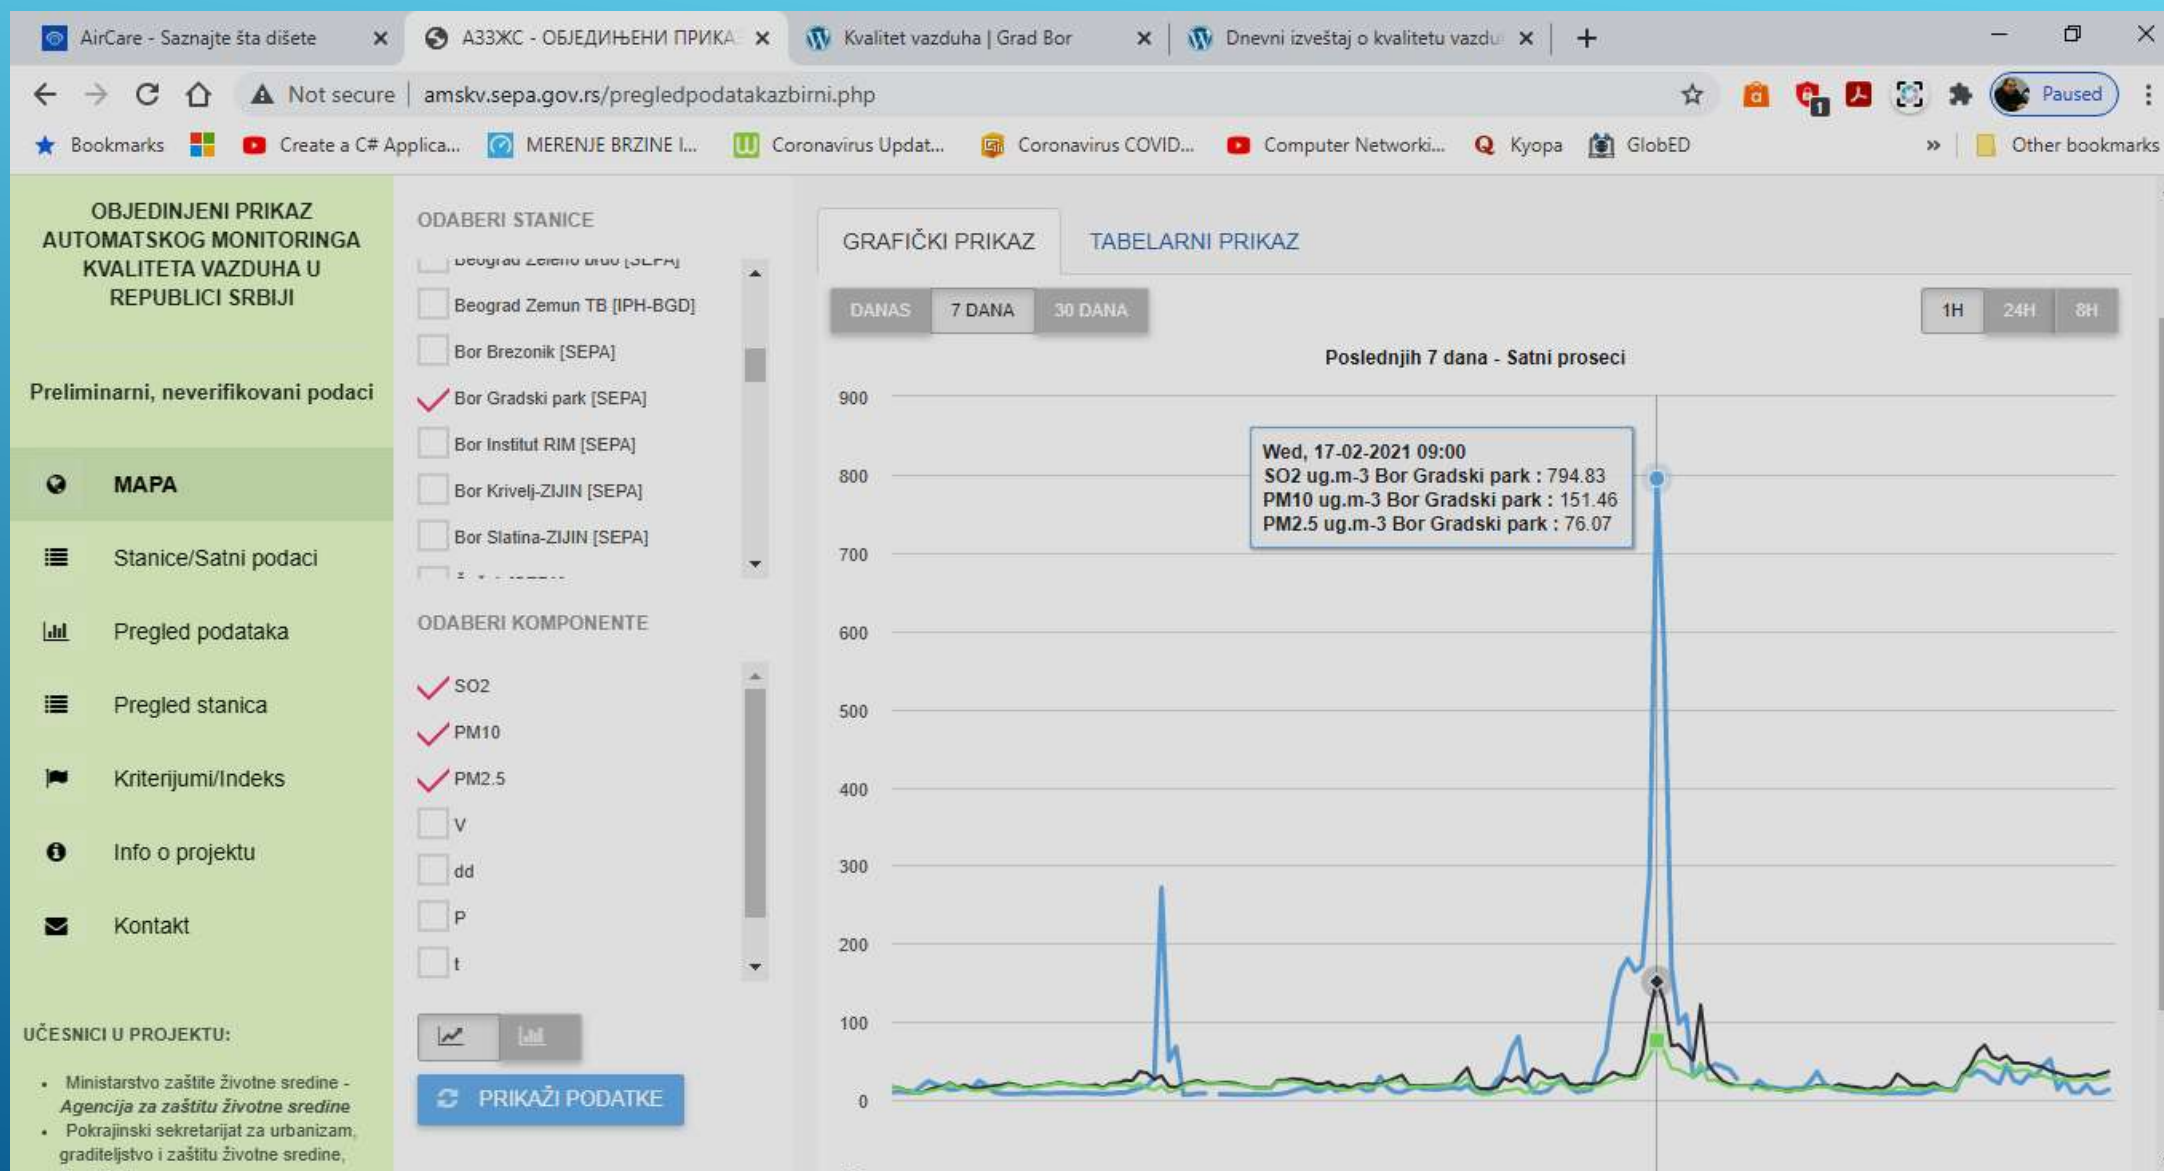 AirCare - Saznajte šta dišete
АЗЗЖС - ОБЈЕДИЊЕНИ ПРИКА
Kvalitet vazduha | Grad Bor
Dnevni izveštaj o kvalitetu vazdu
Not secure | amskv.sepa.gov.rs/pregledpodatakazbirni.php
1
Paused
Bookmarks
Create a C# Applica...
MERENJE BRZINE I...
Coronavirus Updat...
Coronavirus COVID...
Computer Networki...
Kyopa
GlobED
»
Other bookmarks
OBJEDINJENI PRIKAZ
AUTOMATSKOG MONITORINGA
KVALITETA VAZDUHA U
REPUBLICI SRBIJI
Preliminarni, neverifikovani podaci
MAPA
Stanice/Satni podaci
Pregled podataka
Pregled stanica
Kriterijumi/Indeks
Info o projektu
Kontakt
UČESNICI U PROJEKTU:
• Ministarstvo zaštite životne sredine -
Agencija za zaštitu životne sredine
• Pokrajinski sekretarijat za urbanizam,
graditeljstvo i zaštitu životne sredine,
ODABERI STANICE
Beograd Zeleno brdo [SEPA]
Beograd Zemun TB [IPH-BGD]
Bor Brezonik [SEPA]
Bor Gradski park [SEPA]
Bor Institut RIM [SEPA]
Bor Krivelj-ZIJIN [SEPA]
Bor Slatina-ZIJIN [SEPA]
ODABERI KOMPONENTE
SO2
PM10
PM2.5
V
dd
P
t
PRIKAŽI PODATKE
GRAFIČKI PRIKAZ
TABELARNI PRIKAZ
DANAS
7 DANA
30 DANA
1H
24H
8H
Poslednjih 7 dana - Satni proseci
900
800
700
600
500
400
300
200
100
0
Wed, 17-02-2021 09:00
SO2 ug.m-3 Bor Gradski park : 794.83
PM10 ug.m-3 Bor Gradski park : 151.46
PM2.5 ug.m-3 Bor Gradski park : 76.07